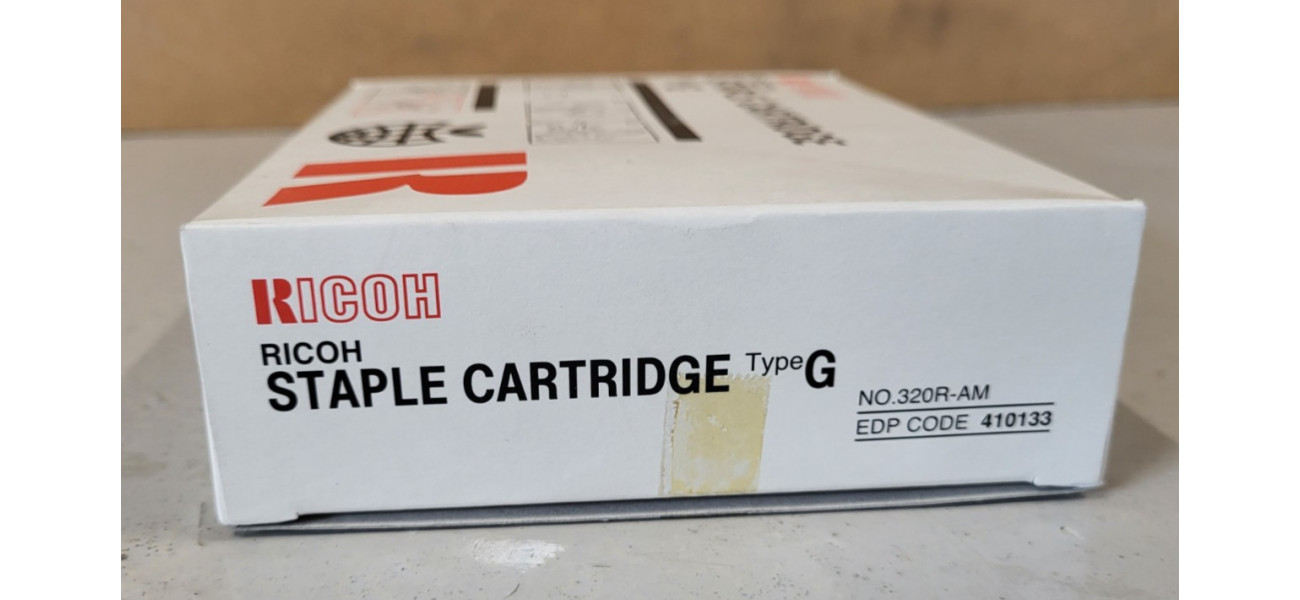 RICOH
RICOH
STAPLE CARTRIDGE Type G
NO.320R-AM
EDP CODE 410133